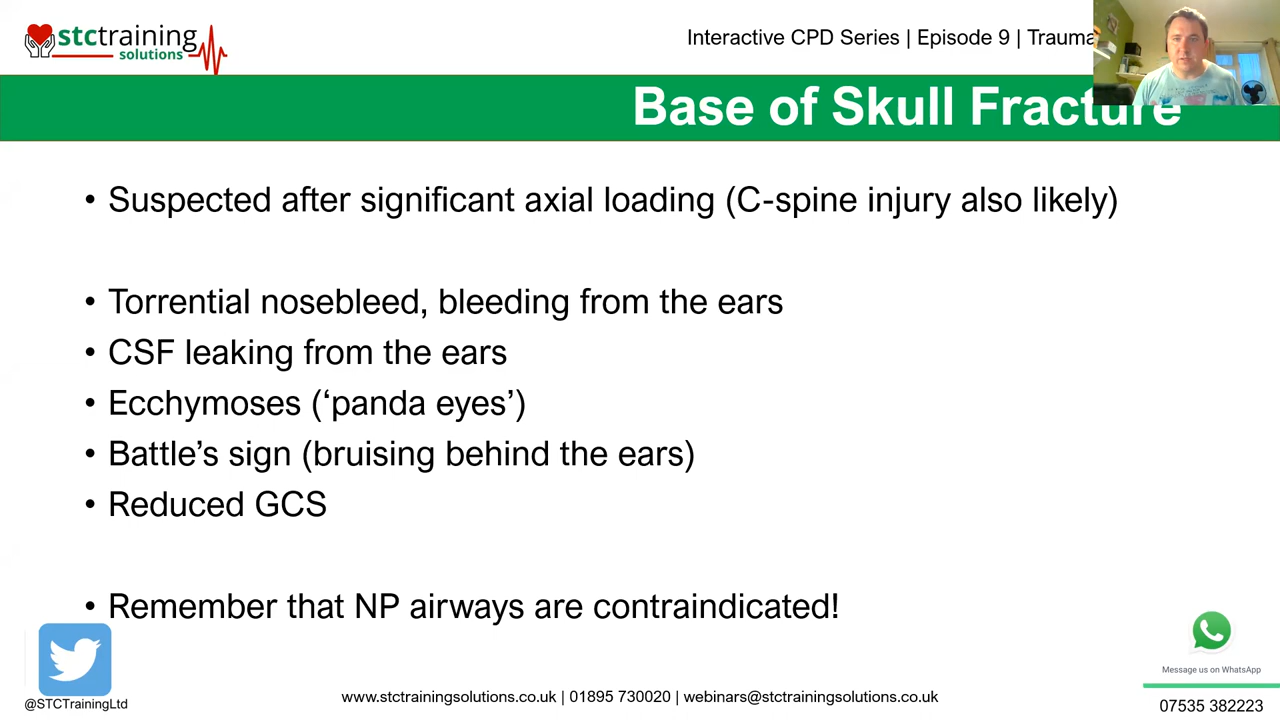 stctraining
solutions
Interactive CPD Series | Episode 9 | Trauma
Base of Skull Fracture
• Suspected after significant axial loading (C-spine injury also likely)
• Torrential nosebleed, bleeding from the ears
• CSF leaking from the ears
• Ecchymoses (‘panda eyes’)
• Battle’s sign (bruising behind the ears)
• Reduced GCS
• Remember that NP airways are contraindicated!
@STCTrainingLtd
www.stctrainingsolutions.co.uk | 01895 730020 | webinars@stctrainingsolutions.co.uk
Message us on WhatsApp
07535 382223